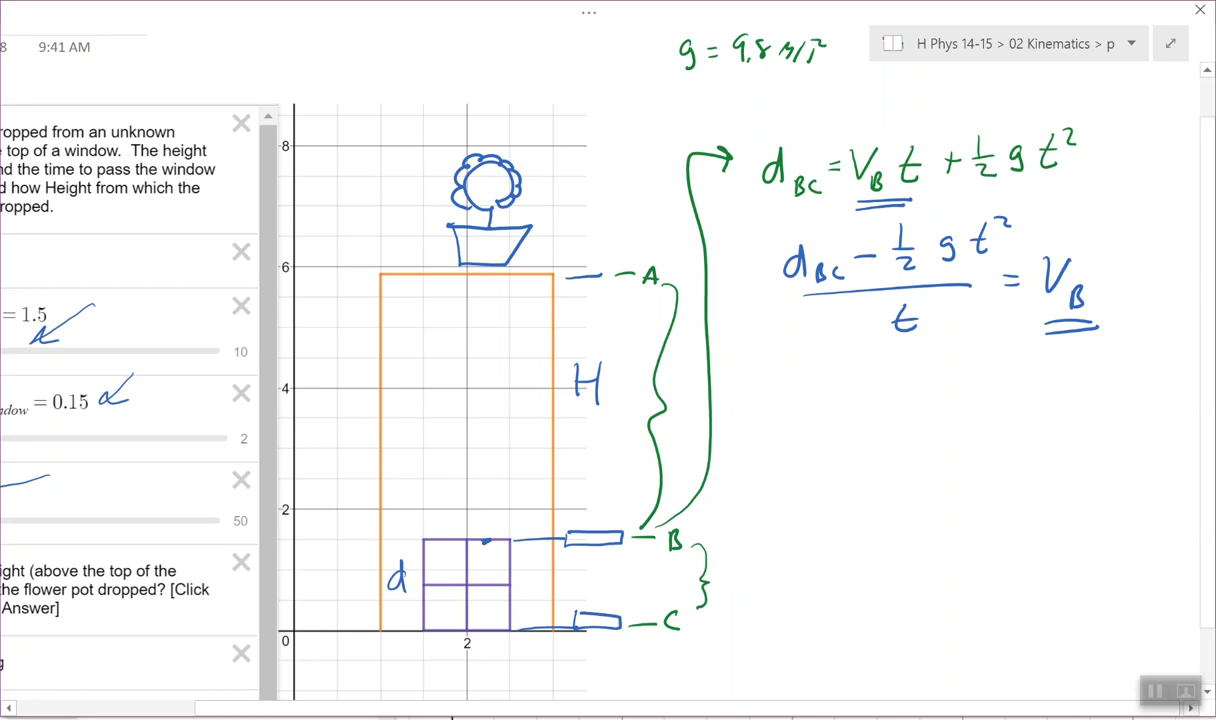 8 9:41 AM
g = 9.8 m/s²
H Phys 14-15 > 02 Kinematics > p
ropped from an unknown
top of a window. The height
nd the time to pass the window
d how Height from which the
ropped.
= 1.5
10
ndow = 0.15
2
50
ight (above the top of the
the flower pot dropped? [Click
Answer]
g
8
6
4
2
0
2
A
H
B
d
C
d_BC = V_B t + 1/2 g t²
(d_BC - 1/2 g t²) / t = V_B